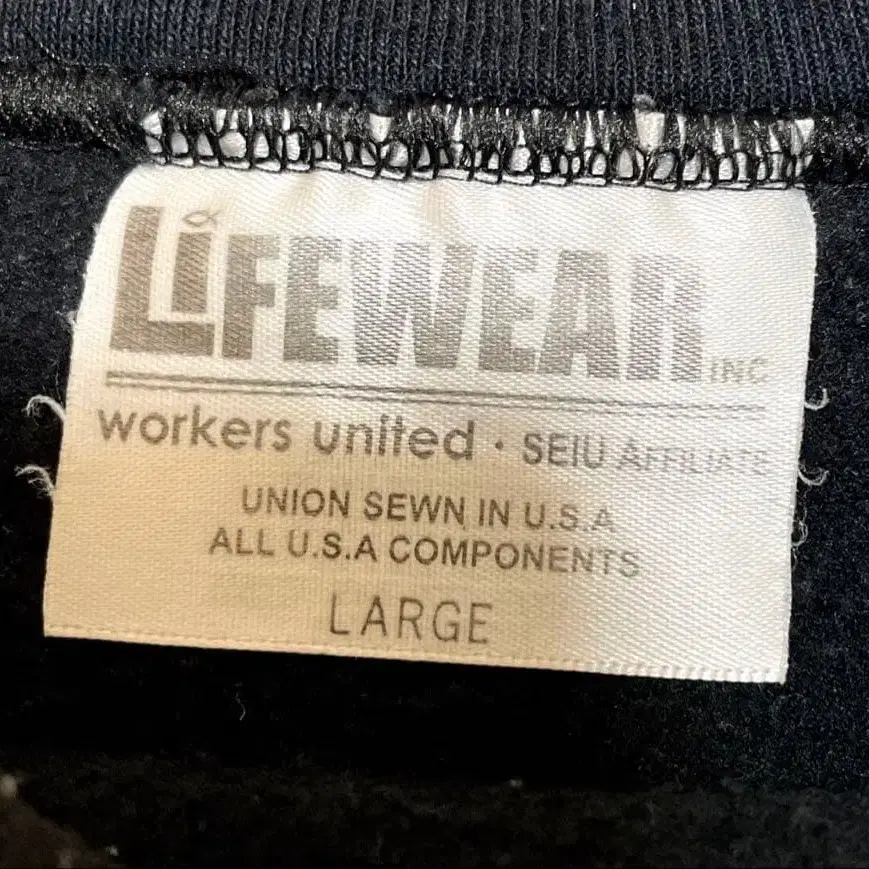 LiFEWEAR INC
workers united · SEIU AFFILIATE
UNION SEWN IN U.S.A
ALL U.S.A COMPONENTS
LARGE